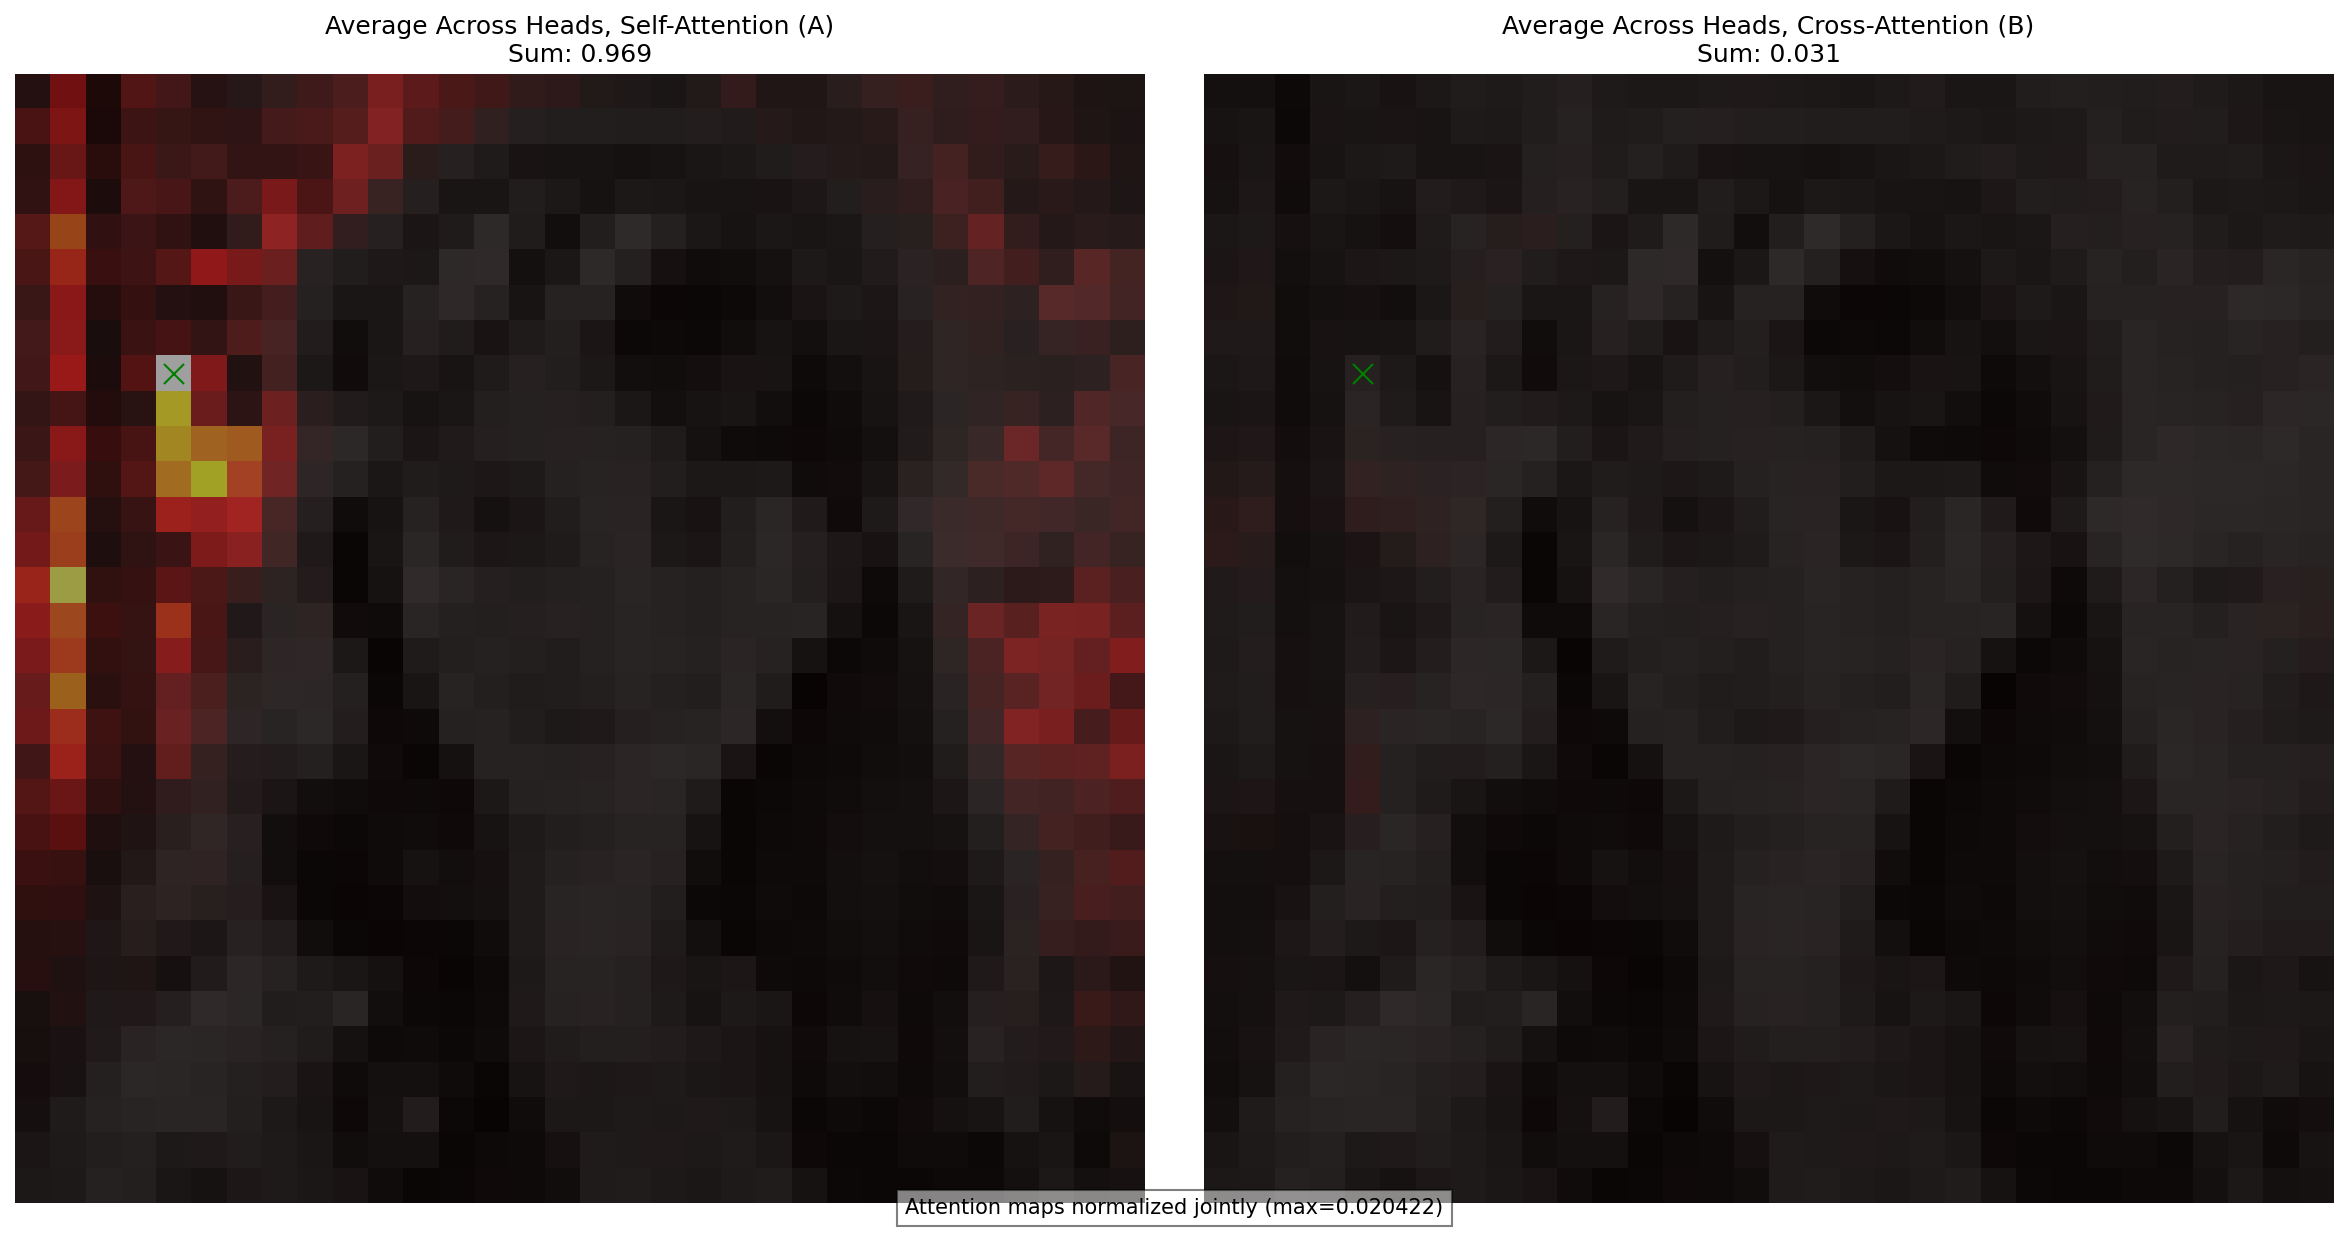 Average Across Heads, Self-Attention (A)
Sum: 0.969
Average Across Heads, Cross-Attention (B)
Sum: 0.031
Attention maps normalized jointly (max=0.020422)